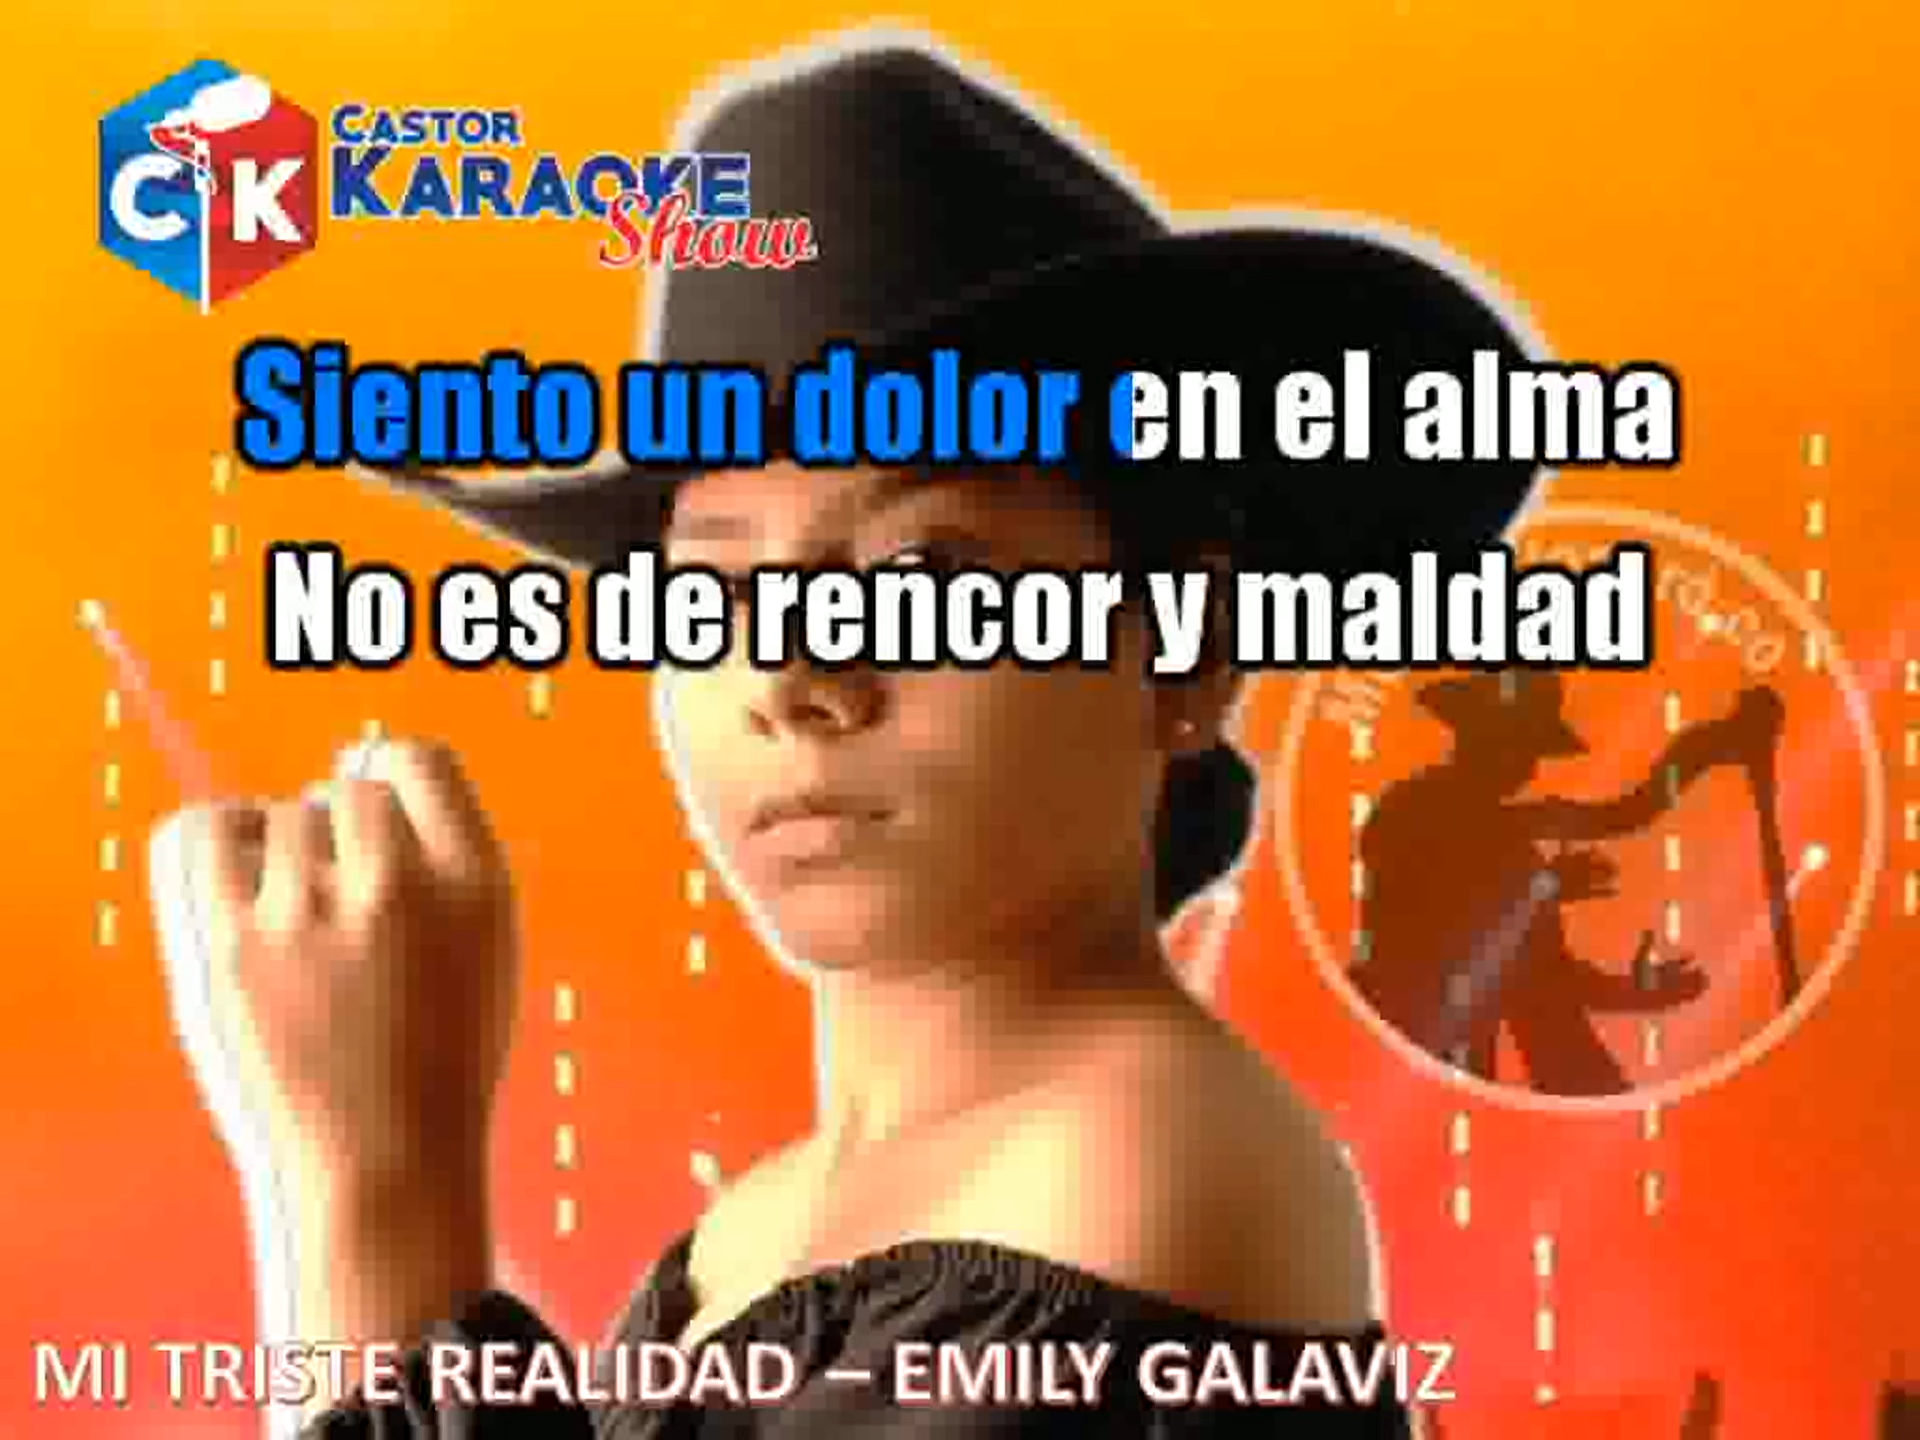 CK
CASTOR
KARAOKE
Show
Siento un dolor en el alma
No es de rencor y maldad
MI TRISTE REALIDAD – EMILY GALAVIZ